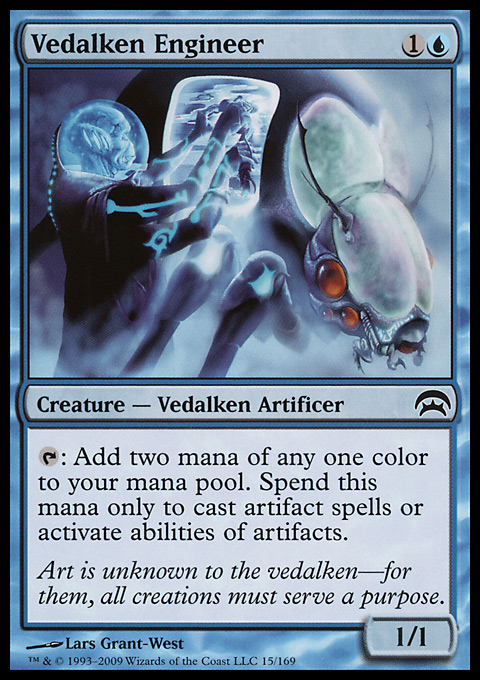 Vedalken Engineer 1
Creature — Vedalken Artificer
: Add two mana of any one color
to your mana pool. Spend this
mana only to cast artifact spells or
activate abilities of artifacts.
Art is unknown to the vedalken—for
them, all creations must serve a purpose.
1/1
Lars Grant-West
™ & © 1993–2009 Wizards of the Coast LLC 15/169